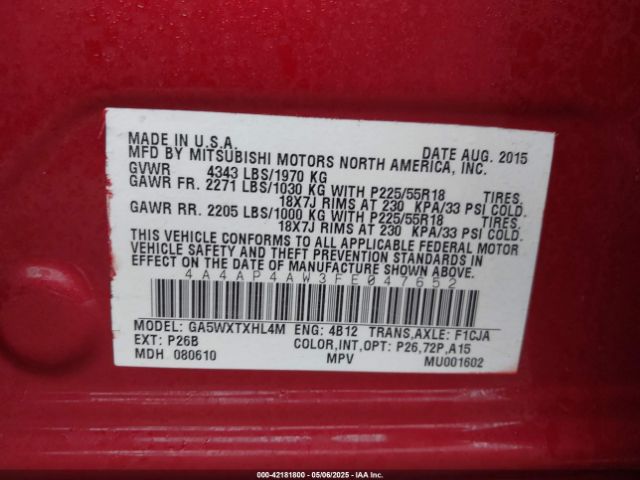 MADE IN U.S.A. DATE AUG. 2015
MFD BY MITSUBISHI MOTORS NORTH AMERICA, INC.
GVWR 4343 LBS/1970 KG
GAWR FR. 2271 LBS/1030 KG WITH P225/55R18 TIRES,
18X7J RIMS AT 230 KPA/33 PSI COLD.
GAWR RR. 2205 LBS/1000 KG WITH P225/55R18 TIRES,
18X7J RIMS AT 230 KPA/33 PSI COLD.
THIS VEHICLE CONFORMS TO ALL APPLICABLE FEDERAL MOTOR
VEHICLE SAFETY AND THEFT PREVENTION STANDARDS IN
EFFECT ON THE DATE OF MANUFACTURE SHOWN ABOVE.
4A4AP4AW3FE047652
MODEL: GA5WXTXHL4M ENG: 4B12 TRANS,AXLE: F1CJA
EXT: P26B COLOR,INT,OPT: P26,72P,A15
MDH 080610 MPV MU001602
000-42181800 - 05/06/2025 - IAA Inc.